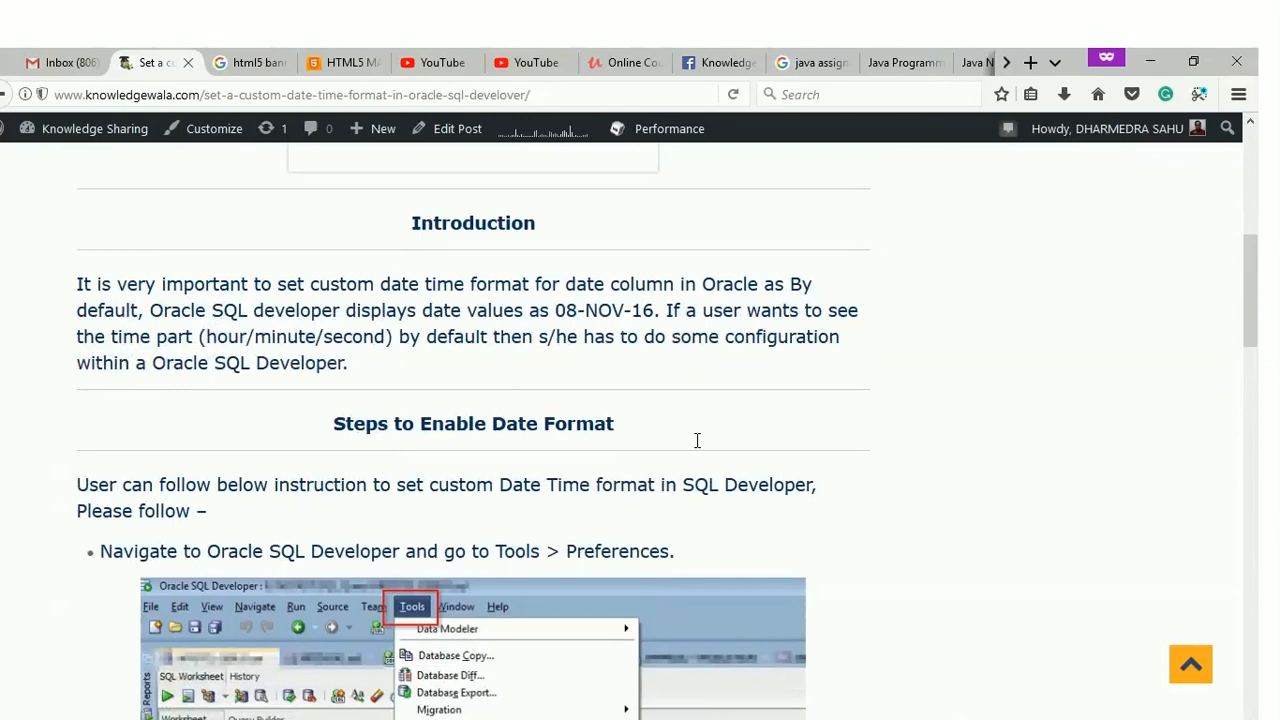 Inbox (806)
Set a c
html5 ban
HTML5 MA
YouTube
YouTube
Online Co
Knowledge
java assign
Java Programm
Java N
www.knowledgewala.com/set-a-custom-date-time-format-in-oracle-sql-develover/
Search
Knowledge Sharing
Customize
1
0
New
Edit Post
Performance
Howdy, DHARMEDRA SAHU
Introduction
It is very important to set custom date time format for date column in Oracle as By
default, Oracle SQL developer displays date values as 08-NOV-16. If a user wants to see
the time part (hour/minute/second) by default then s/he has to do some configuration
within a Oracle SQL Developer.
Steps to Enable Date Format
User can follow below instruction to set custom Date Time format in SQL Developer,
Please follow –
• Navigate to Oracle SQL Developer and go to Tools > Preferences.
Oracle SQL Developer :
File Edit View Navigate Run Source Team Tools Window Help
Data Modeler
Database Copy...
SQL Worksheet History
Database Diff...
Reports
Database Export...
Migration
Worksheet Query Builder